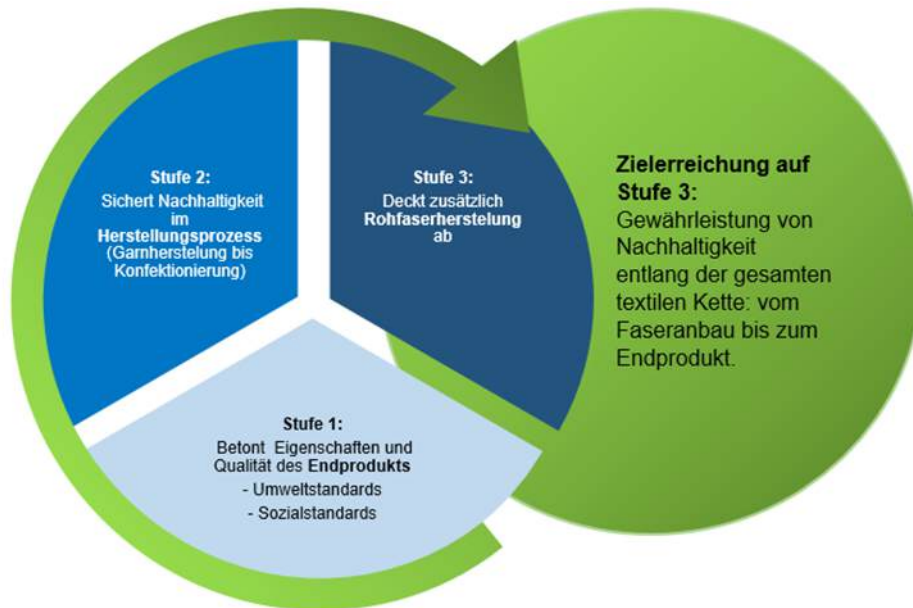 Stufe 2:
Sichert Nachhaltigkeit
im
Herstellungsprozess
(Garnherstelung bis
Konfektionierung)
Stufe 3:
Deckt zusätzlich
Rohfaserherstelung
ab
Stufe 1:
Betont Eigenschaften und
Qualität des Endprodukts
- Umweltstandards
- Sozialstandards
Zielerreichung auf
Stufe 3:
Gewährleistung von
Nachhaltigkeit
entlang der gesamten
textilen Kette: vom
Faseranbau bis zum
Endprodukt.